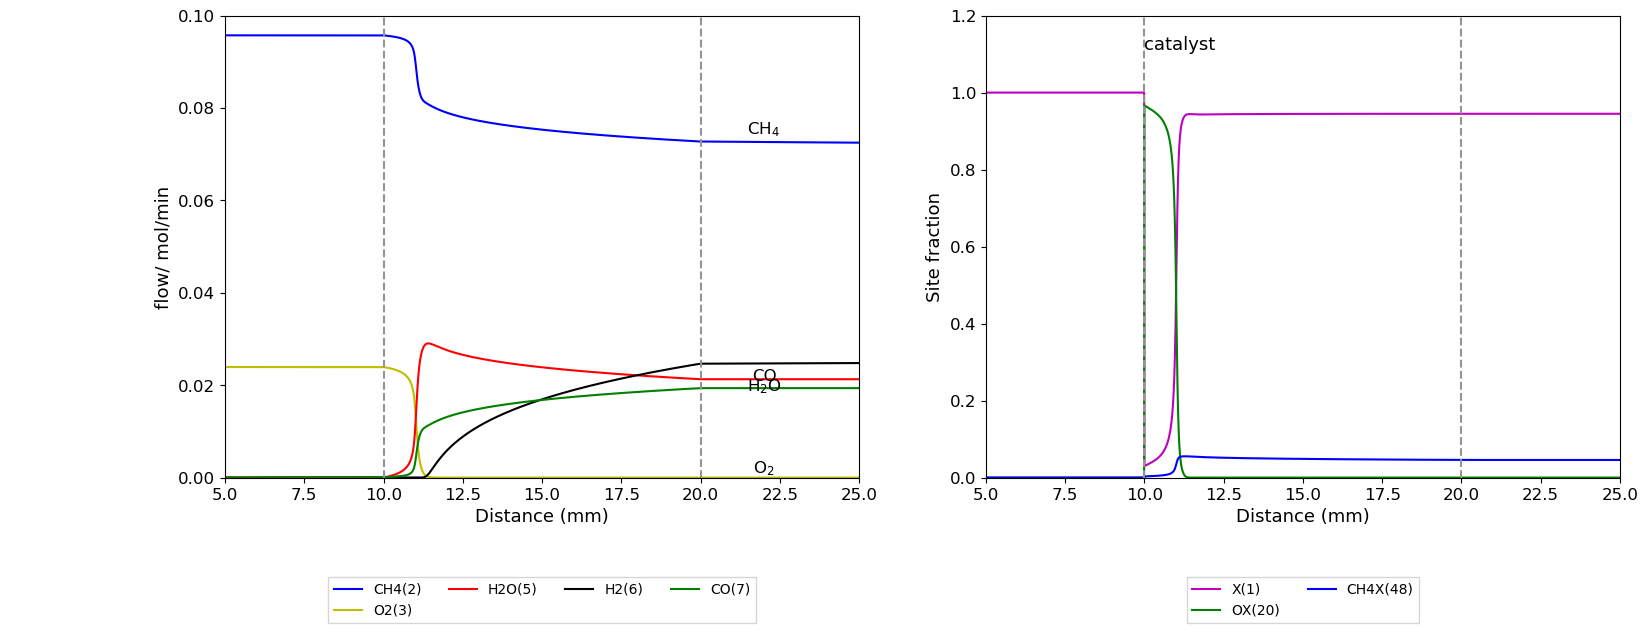 0.10
0.08
0.06
0.04
0.02
0.00
flow/ mol/min
CH₄
CO
H₂O
O₂
5.0 7.5 10.0 12.5 15.0 17.5 20.0 22.5 25.0
Distance (mm)
CH4(2) H2O(5) H2(6) CO(7)
O2(3)
1.2
1.0
0.8
0.6
0.4
0.2
0.0
Site fraction
catalyst
5.0 7.5 10.0 12.5 15.0 17.5 20.0 22.5 25.0
Distance (mm)
X(1) CH4X(48)
OX(20)